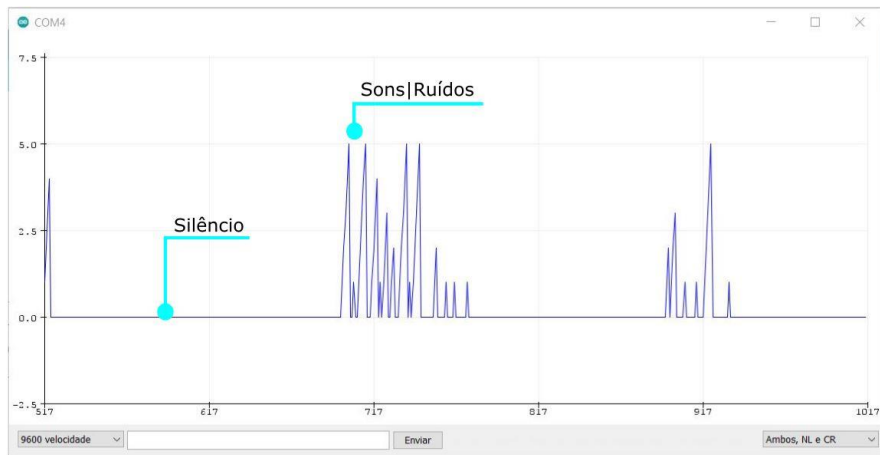 COM4
7.5
Sons|Ruídos
5.0
Silêncio
2.5
0.0
-2.5
517 617 717 817 917 1017
9600 velocidade Enviar Ambos, NL e CR